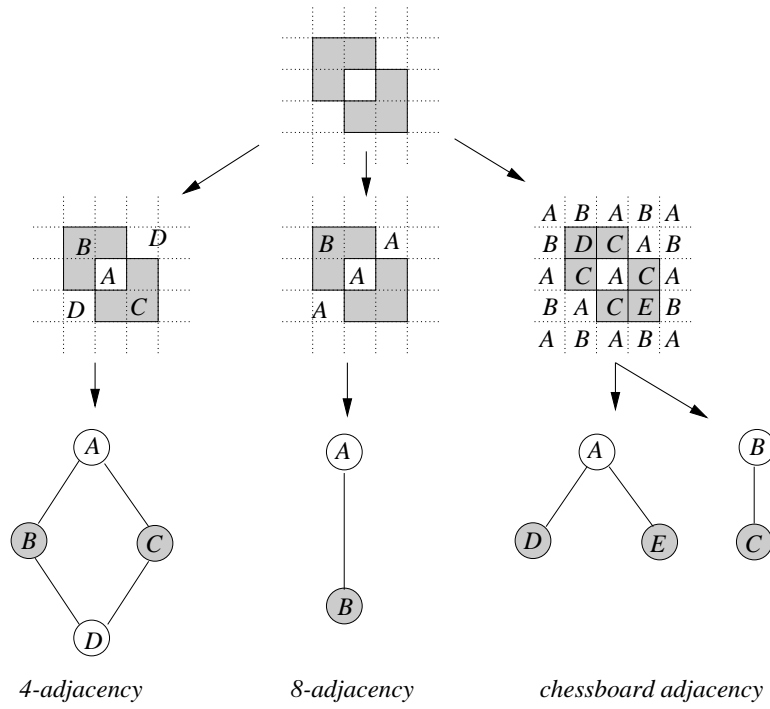 A B A B A
B D B D C A B
A C A C A
D C A B A C E B
A B A B A
A A B
B C D E C
D B
4-adjacency 8-adjacency chessboard adjacency